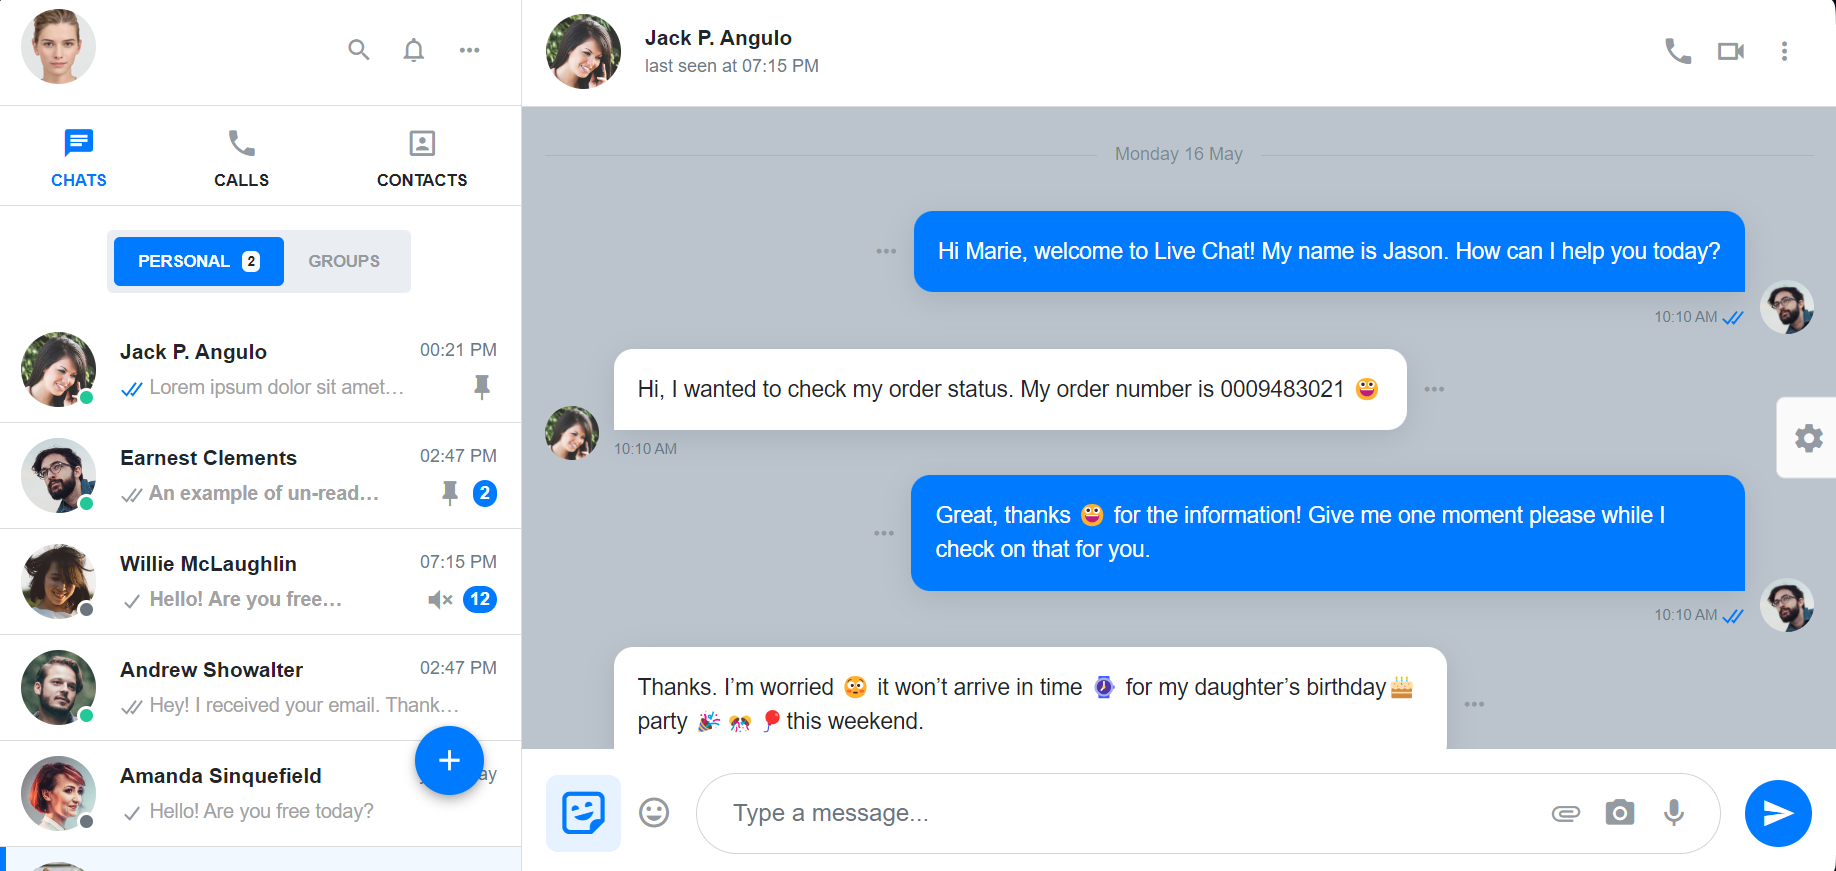 CHATS
CALLS
CONTACTS
PERSONAL 2
GROUPS
Jack P. Angulo
00:21 PM
Lorem ipsum dolor sit amet...
Earnest Clements
02:47 PM
An example of un-read...
2
Willie McLaughlin
07:15 PM
Hello! Are you free...
12
Andrew Showalter
02:47 PM
Hey! I received your email. Thank...
Amanda Sinquefield
Hello! Are you free today?
Jack P. Angulo
last seen at 07:15 PM
Monday 16 May
Hi Marie, welcome to Live Chat! My name is Jason. How can I help you today?
10:10 AM
Hi, I wanted to check my order status. My order number is 0009483021 😀
10:10 AM
Great, thanks 😀 for the information! Give me one moment please while I
check on that for you.
10:10 AM
Thanks. I’m worried 😳 it won’t arrive in time ⌚ for my daughter’s birthday🎂
party 🎉 🎊 🎈this weekend.
Type a message...